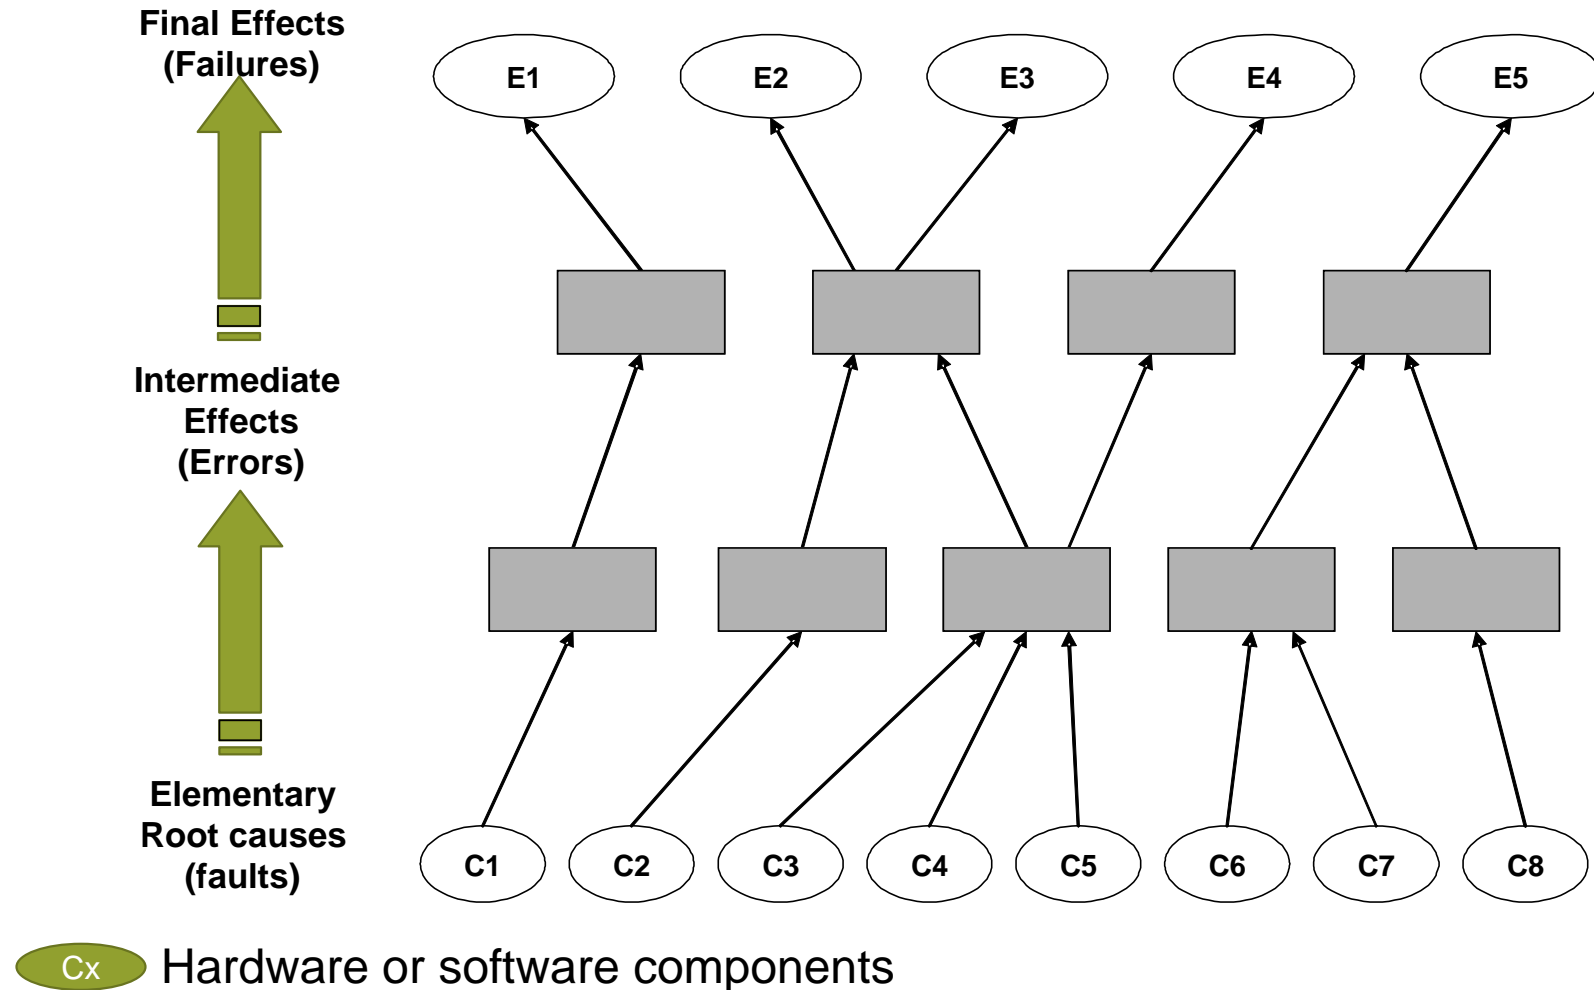 Final Effects
(Failures)
E1
E2
E3
E4
E5
Intermediate
Effects
(Errors)
Elementary
Root causes
(faults)
C1
C2
C3
C4
C5
C6
C7
C8
Cx
Hardware or software components